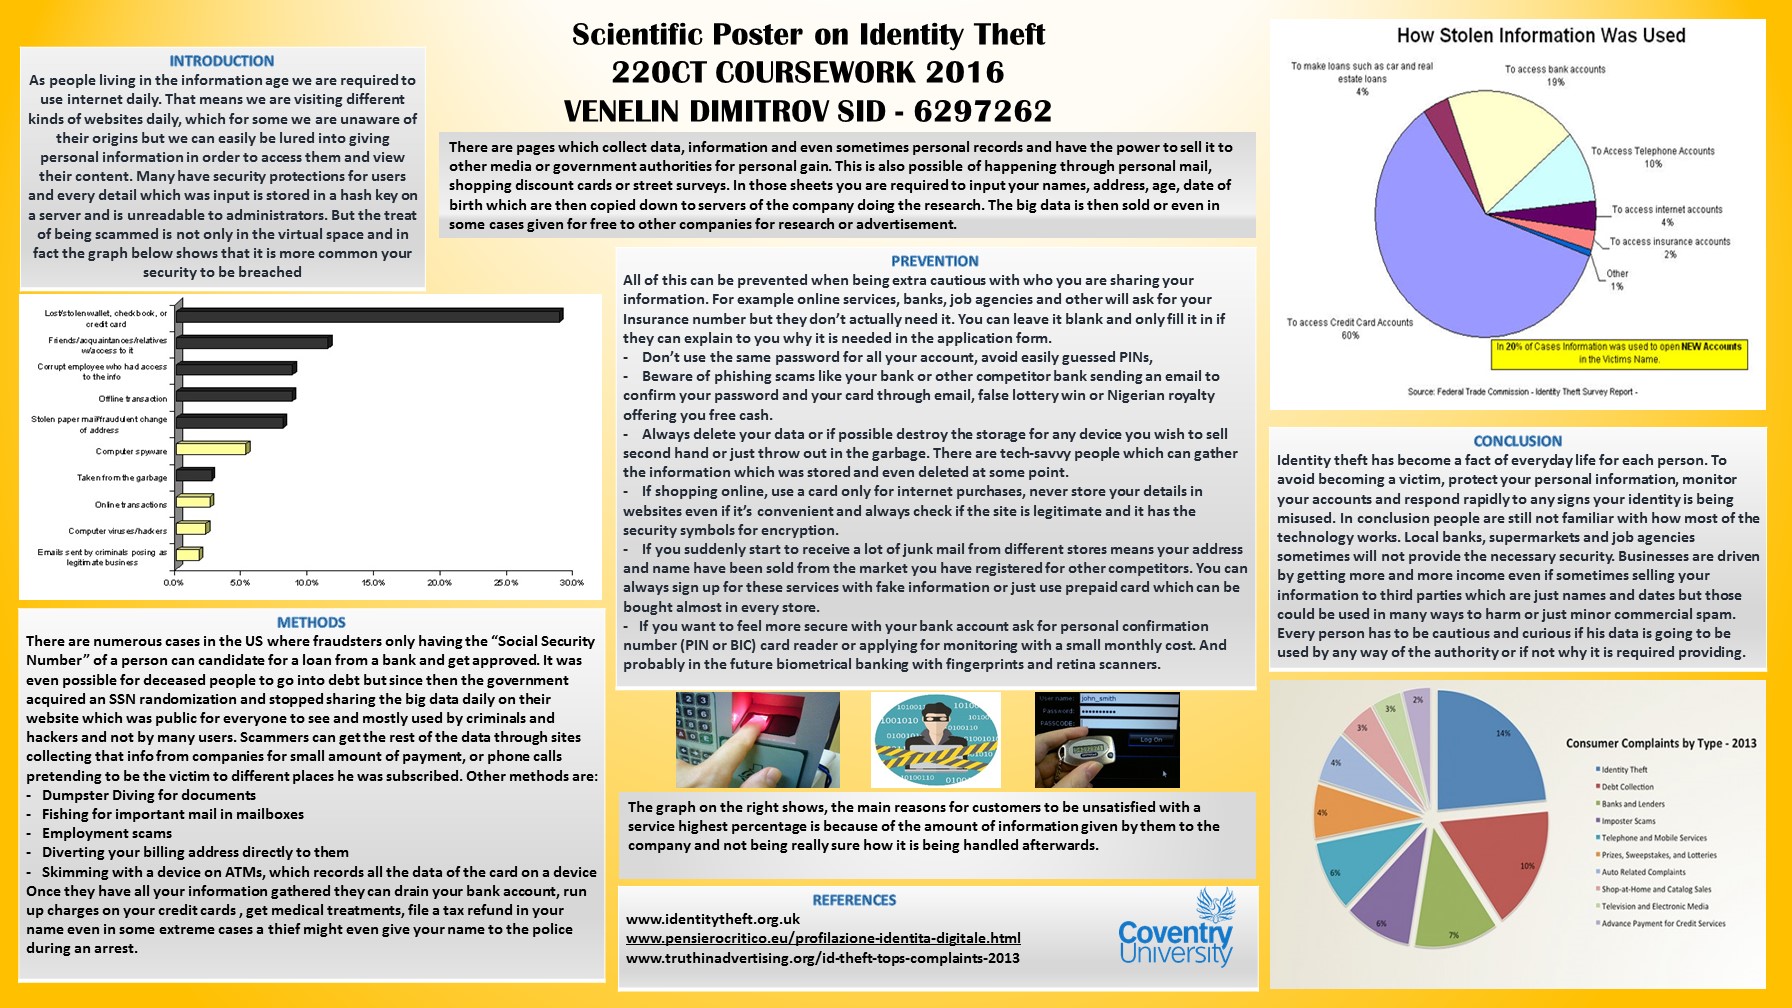 Scientific Poster on Identity Theft
220CT COURSEWORK 2016
VENELIN DIMITROV SID - 6297262
INTRODUCTION
As people living in the information age we are required to
use internet daily. That means we are visiting different
kinds of websites daily, which for some we are unaware of
their origins but we can easily be lured into giving
personal information in order to access them and view
their content. Many have security protections for users
and every detail which was input is stored in a hash key on
a server and is unreadable to administrators. But the treat
of being scammed is not only in the virtual space and in
fact the graph below shows that it is more common your
security to be breached
Lost/stolen wallet, checkbook, or
credit card
Friends/acquaintances/relatives
w/access to it
Corrupt employee who had access
to the info
Offline transaction
Stolen paper mail/fraudulent change
of address
Computer spyware
Taken from the garbage
Online transactions
Computer viruses/hackers
Emails sent by criminals posing as
legitimate business
0.0% 5.0% 10.0% 15.0% 20.0% 25.0% 30.0%
METHODS
There are numerous cases in the US where fraudsters only having the “Social Security
Number” of a person can candidate for a loan from a bank and get approved. It was
even possible for deceased people to go into debt but since then the government
acquired an SSN randomization and stopped sharing the big data daily on their
website which was public for everyone to see and mostly used by criminals and
hackers and not by many users. Scammers can get the rest of the data through sites
collecting that info from companies for small amount of payment, or phone calls
pretending to be the victim to different places he was subscribed. Other methods are:
- Dumpster Diving for documents
- Fishing for important mail in mailboxes
- Employment scams
- Diverting your billing address directly to them
- Skimming with a device on ATMs, which records all the data of the card on a device
Once they have all your information gathered they can drain your bank account, run
up charges on your credit cards , get medical treatments, file a tax refund in your
name even in some extreme cases a thief might even give your name to the police
during an arrest.
There are pages which collect data, information and even sometimes personal records and have the power to sell it to
other media or government authorities for personal gain. This is also possible of happening through personal mail,
shopping discount cards or street surveys. In those sheets you are required to input your names, address, age, date of
birth which are then copied down to servers of the company doing the research. The big data is then sold or even in
some cases given for free to other companies for research or advertisement.
PREVENTION
All of this can be prevented when being extra cautious with who you are sharing your
information. For example online services, banks, job agencies and other will ask for your
Insurance number but they don’t actually need it. You can leave it blank and only fill it in if
they can explain to you why it is needed in the application form.
- Don’t use the same password for all your account, avoid easily guessed PINs,
- Beware of phishing scams like your bank or other competitor bank sending an email to
confirm your password and your card through email, false lottery win or Nigerian royalty
offering you free cash.
- Always delete your data or if possible destroy the storage for any device you wish to sell
second hand or just throw out in the garbage. There are tech-savvy people which can gather
the information which was stored and even deleted at some point.
- If shopping online, use a card only for internet purchases, never store your details in
websites even if it’s convenient and always check if the site is legitimate and it has the
security symbols for encryption.
- If you suddenly start to receive a lot of junk mail from different stores means your address
and name have been sold from the market you have registered for other competitors. You can
always sign up for these services with fake information or just use prepaid card which can be
bought almost in every store.
- If you want to feel more secure with your bank account ask for personal confirmation
number (PIN or BIC) card reader or applying for monitoring with a small monthly cost. And
probably in the future biometrical banking with fingerprints and retina scanners.
User name: john_smith
Password: ••••••••••
PASSCODE:
Log On
The graph on the right shows, the main reasons for customers to be unsatisfied with a
service highest percentage is because of the amount of information given by them to the
company and not being really sure how it is being handled afterwards.
REFERENCES
www.identitytheft.org.uk
www.pensierocritico.eu/profilazione-identita-digitale.html
www.truthinadvertising.org/id-theft-tops-complaints-2013
Coventry
University
How Stolen Information Was Used
To make loans such as car and real
estate loans
4%
To access bank accounts
19%
To Access Telephone Accounts
10%
To access internet accounts
4%
To access insurance accounts
2%
Other
1%
To access Credit Card Accounts
60%
In 20% of Cases Information was used to open NEW Accounts
in the Victims Name.
Source: Federal Trade Commission - Identity Theft Survey Report -
CONCLUSION
Identity theft has become a fact of everyday life for each person. To
avoid becoming a victim, protect your personal information, monitor
your accounts and respond rapidly to any signs your identity is being
misused. In conclusion people are still not familiar with how most of the
technology works. Local banks, supermarkets and job agencies
sometimes will not provide the necessary security. Businesses are driven
by getting more and more income even if sometimes selling your
information to third parties which are just names and dates but those
could be used in many ways to harm or just minor commercial spam.
Every person has to be cautious and curious if his data is going to be
used by any way of the authority or if not why it is required providing.
Consumer Complaints by Type - 2013
14%
10%
7%
6%
6%
4%
4%
3%
3%
2%
Identity Theft
Debt Collection
Banks and Lenders
Imposter Scams
Telephone and Mobile Services
Prizes, Sweepstakes, and Lotteries
Auto Related Complaints
Shop-at-Home and Catalog Sales
Television and Electronic Media
Advance Payment for Credit Services